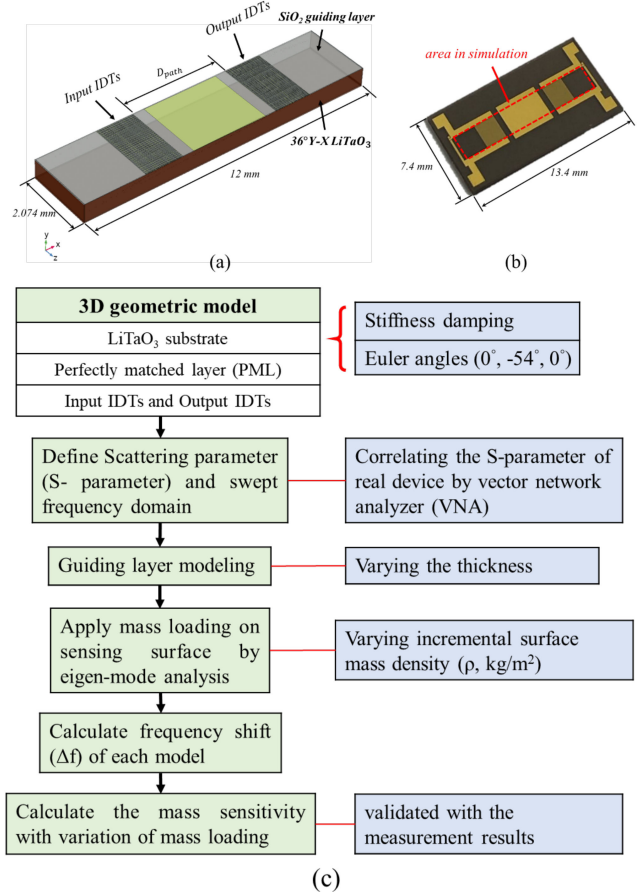 Input IDTs
D_path
Output IDTs
SiO₂ guiding layer
36°Y-X LiTaO₃
12 mm
2.074 mm
y
x
z
(a)
area in simulation
7.4 mm
13.4 mm
(b)
3D geometric model
LiTaO₃ substrate
Perfectly matched layer (PML)
Input IDTs and Output IDTs
Stiffness damping
Euler angles (0°, -54°, 0°)
Define Scattering parameter
(S- parameter) and swept
frequency domain
Correlating the S-parameter of
real device by vector network
analyzer (VNA)
Guiding layer modeling
Varying the thickness
Apply mass loading on
sensing surface by
eigen-mode analysis
Varying incremental surface
mass density (ρ, kg/m²)
Calculate frequency shift
(Δf) of each model
Calculate the mass sensitivity
with variation of mass loading
validated with the
measurement results
(c)